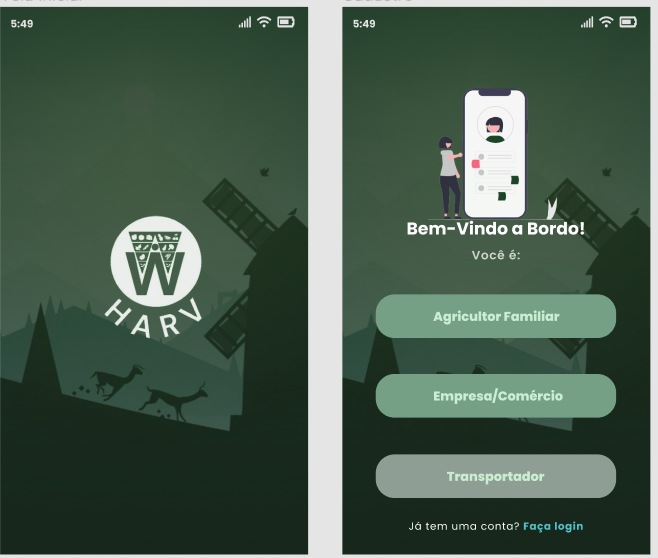 5:49
W
HARV
5:49
Bem-Vindo a Bordo!
Você é:
Agricultor Familiar
Empresa/Comércio
Transportador
Já tem uma conta? Faça login